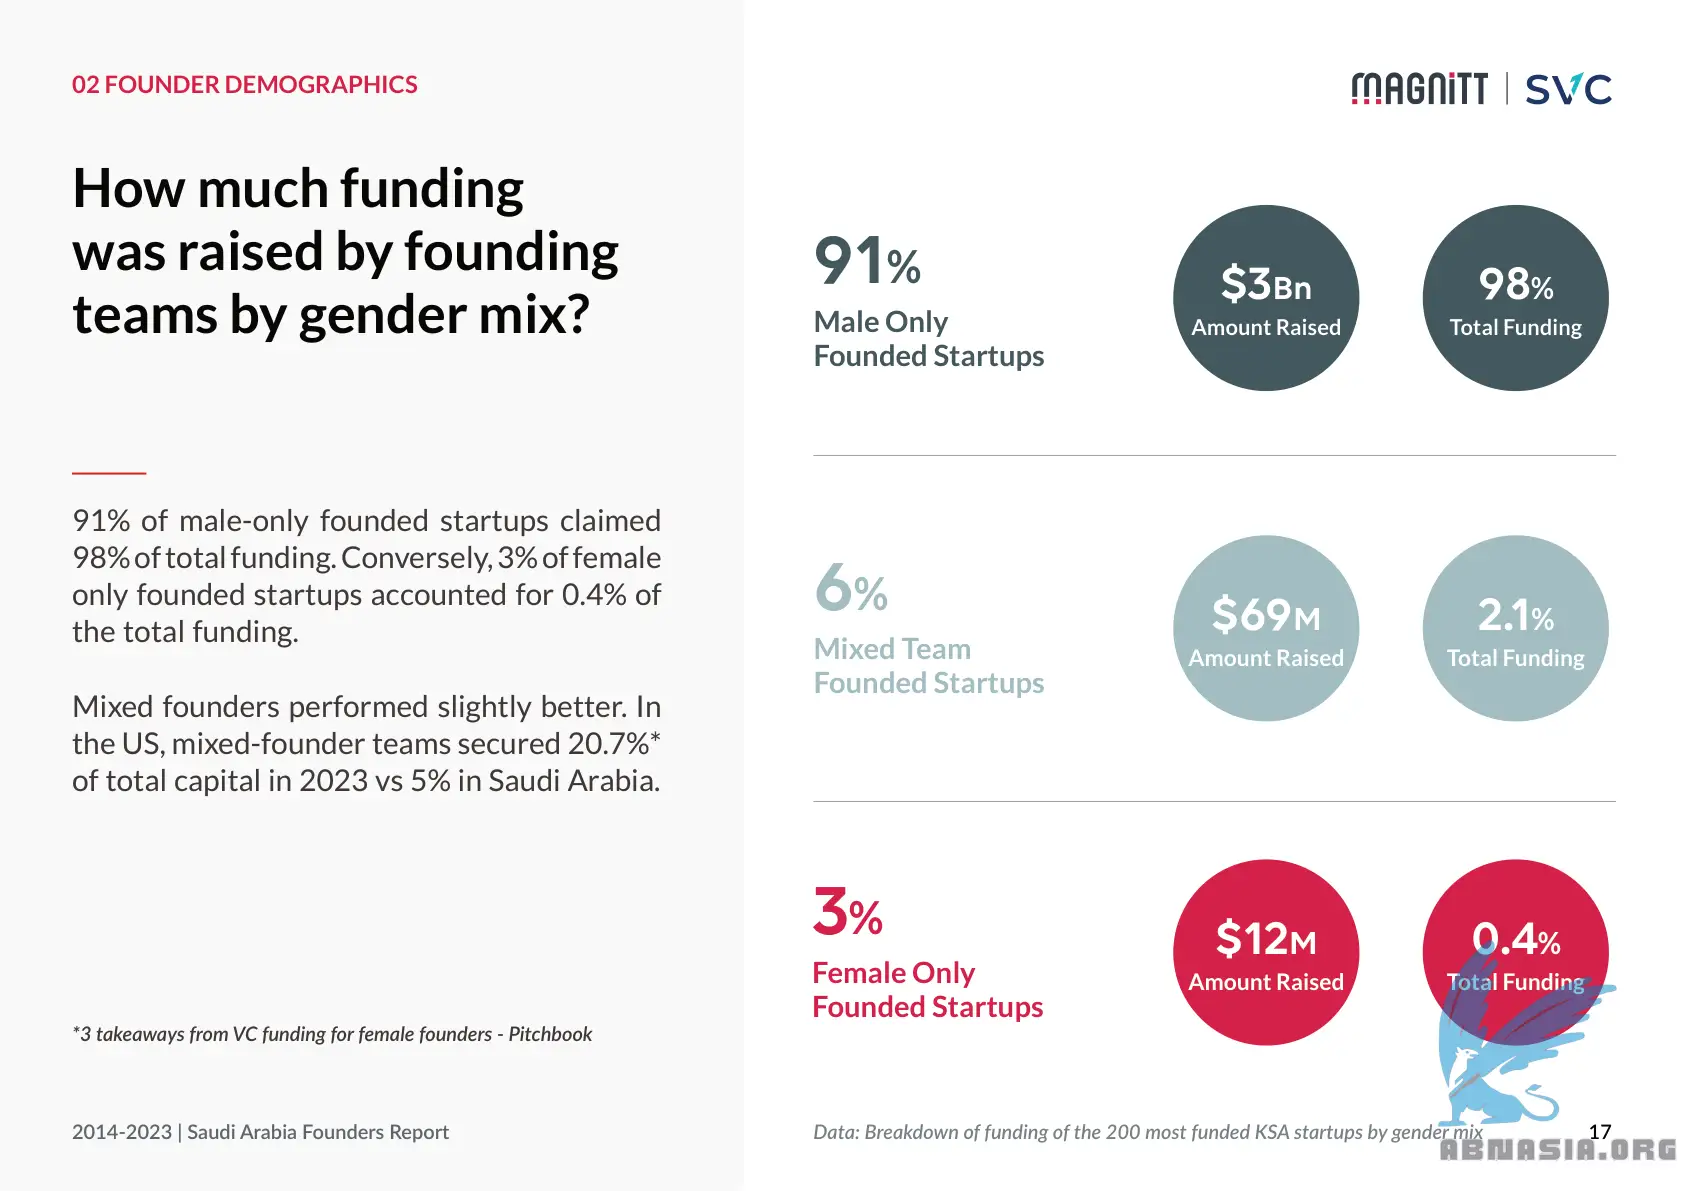 02 FOUNDER DEMOGRAPHICS
MAGNiTT | SVC
How much funding
was raised by founding
teams by gender mix?
91% of male-only founded startups claimed
98% of total funding. Conversely, 3% of female
only founded startups accounted for 0.4% of
the total funding.
Mixed founders performed slightly better. In
the US, mixed-founder teams secured 20.7%*
of total capital in 2023 vs 5% in Saudi Arabia.
*3 takeaways from VC funding for female founders - Pitchbook
2014-2023 | Saudi Arabia Founders Report
91%
Male Only
Founded Startups
$3Bn
Amount Raised
98%
Total Funding
6%
Mixed Team
Founded Startups
$69M
Amount Raised
2.1%
Total Funding
3%
Female Only
Founded Startups
$12M
Amount Raised
0.4%
Total Funding
Data: Breakdown of funding of the 200 most funded KSA startups by gender mix
17
ABNASIA.ORG